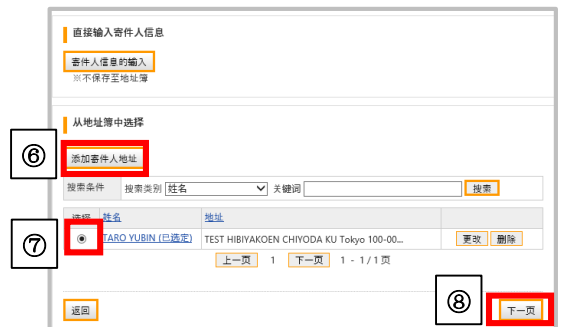 直接输入寄件人信息
寄件人信息的输入
※不保存至地址簿
从地址簿中选择
⑥
添加寄件人地址
搜索条件 搜索类别 姓名 关键词 搜索
选择 姓名 地址
⑦
TARO YUBIN (已选定) TEST HIBIYAKOEN CHIYODA KU Tokyo 100-00... 更改 删除
上一页 1 下一页 1 - 1/1页
⑧
返回 下一页